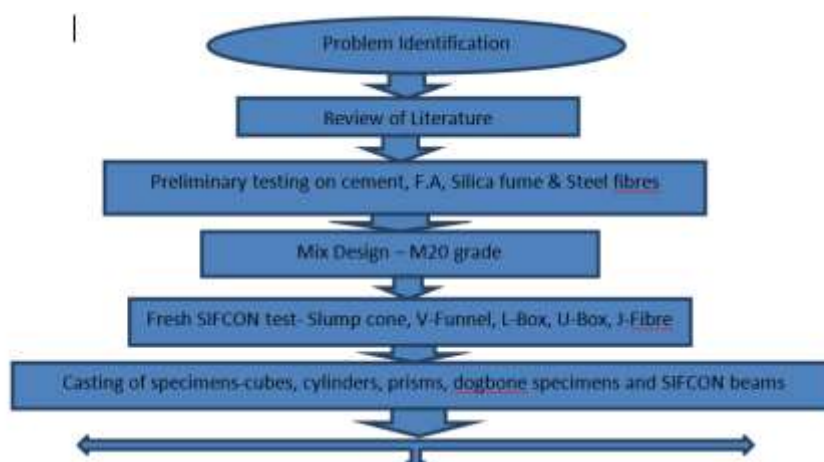 Problem Identification
Review of Literature
Preliminary testing on cement, F.A, Silica fume & Steel fibres
Mix Design – M20 grade
Fresh SIFCON test- Slump cone, V-Funnel, L-Box, U-Box, J-Fibre
Casting of specimens-cubes, cylinders, prisms, dogbone specimens and SIFCON beams